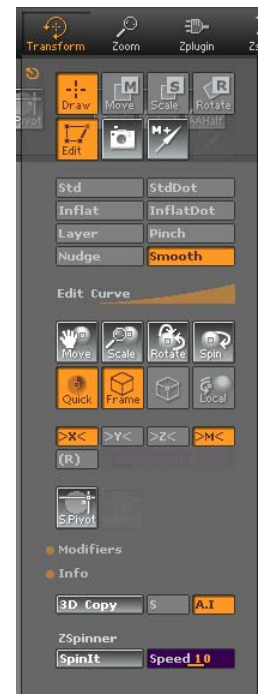 Transform Zoom Zplugin
Draw Move Scale Rotate
Edit M+ AAHalf
Std StdDot
Inflat InflatDot
Layer Pinch
Nudge Smooth
Edit Curve
Move Scale Rotate Spin
Quick Frame Local
>X< >Y< >Z< >M<
(R)
S.Pivot
Modifiers
Info
3D Copy S A.I
ZSpinner
SpinIt Speed 10